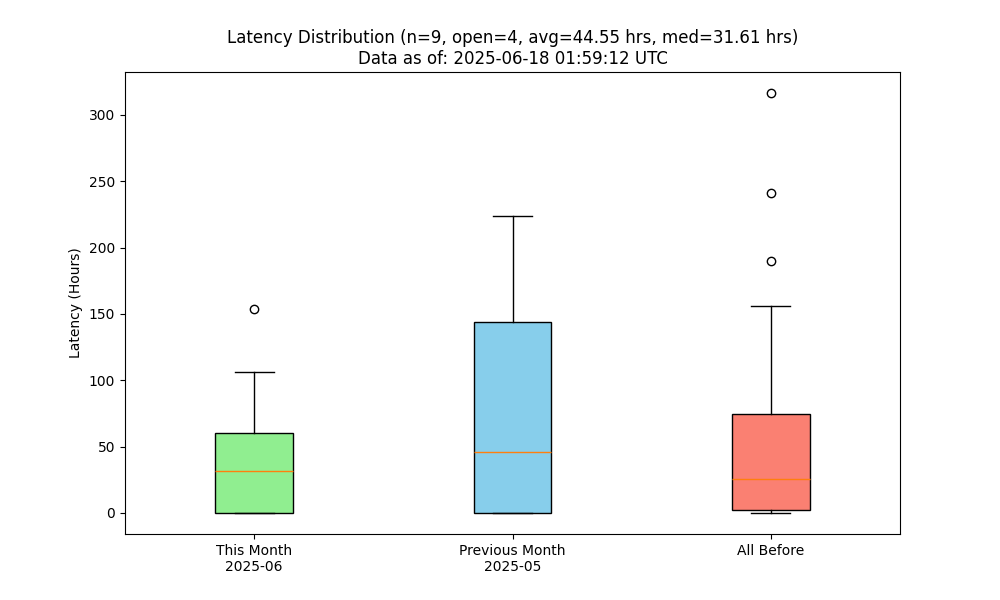 Latency Distribution (n=9, open=4, avg=44.55 hrs, med=31.61 hrs)
Data as of: 2025-06-18 01:59:12 UTC
Latency (Hours)
300
250
200
150
100
50
0
This Month
2025-06
Previous Month
2025-05
All Before